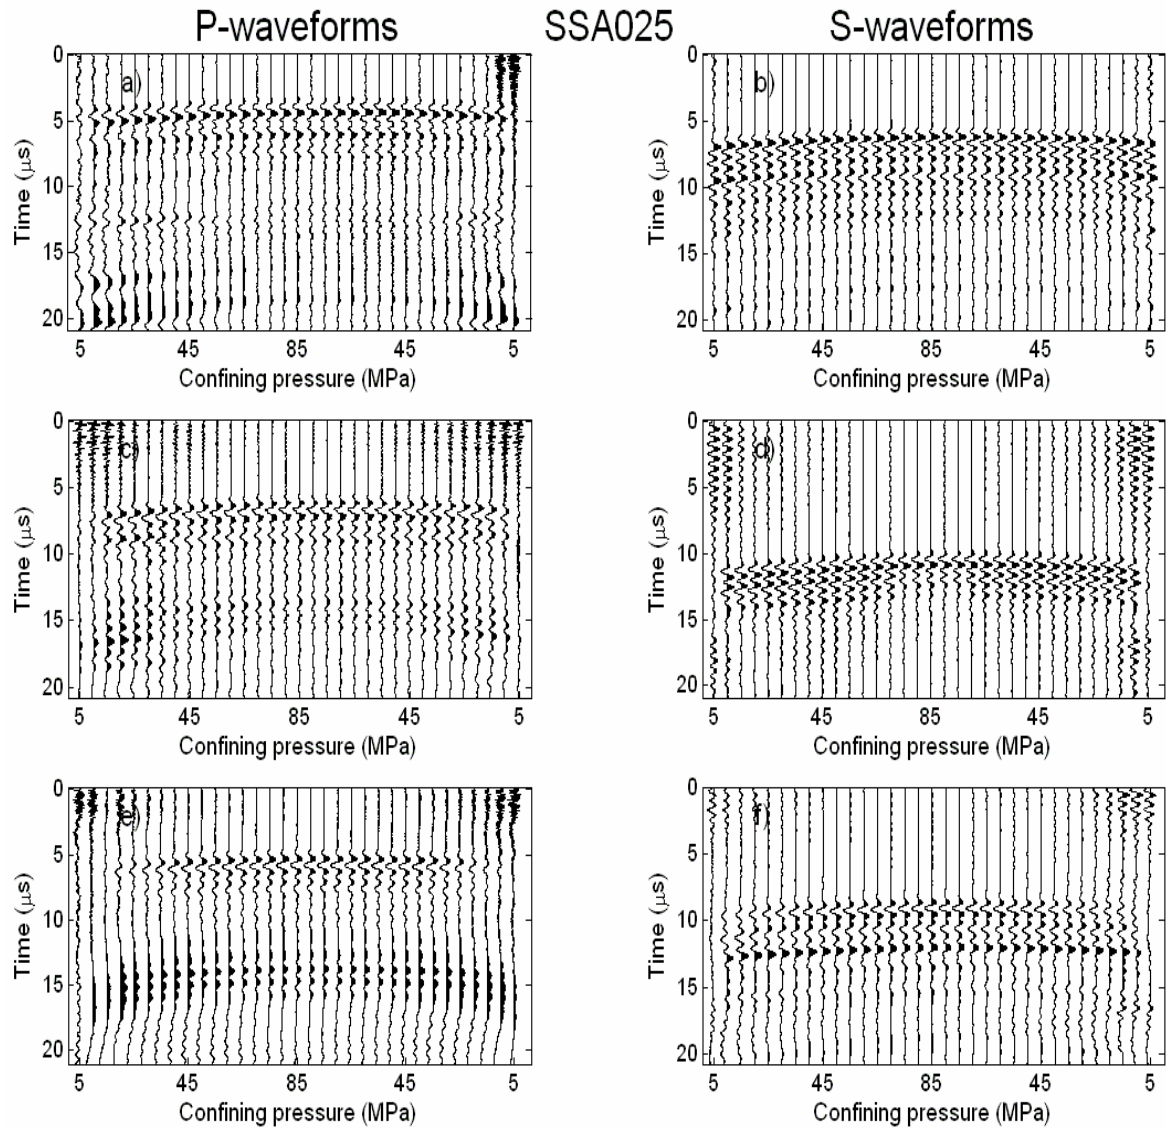 P-waveforms SSA025 S-waveforms
a)
0
5
10
15
20
Time (μs)
5 45 85 45 5
Confining pressure (MPa)
b)
0
5
10
15
20
Time (μs)
5 45 85 45 5
Confining pressure (MPa)
c)
0
5
10
15
20
Time (μs)
5 45 85 45 5
Confining pressure (MPa)
d)
0
5
10
15
20
Time (μs)
5 45 85 45 5
Confining pressure (MPa)
e)
0
5
10
15
20
Time (μs)
5 45 85 45 5
Confining pressure (MPa)
f)
0
5
10
15
20
Time (μs)
5 45 85 45 5
Confining pressure (MPa)